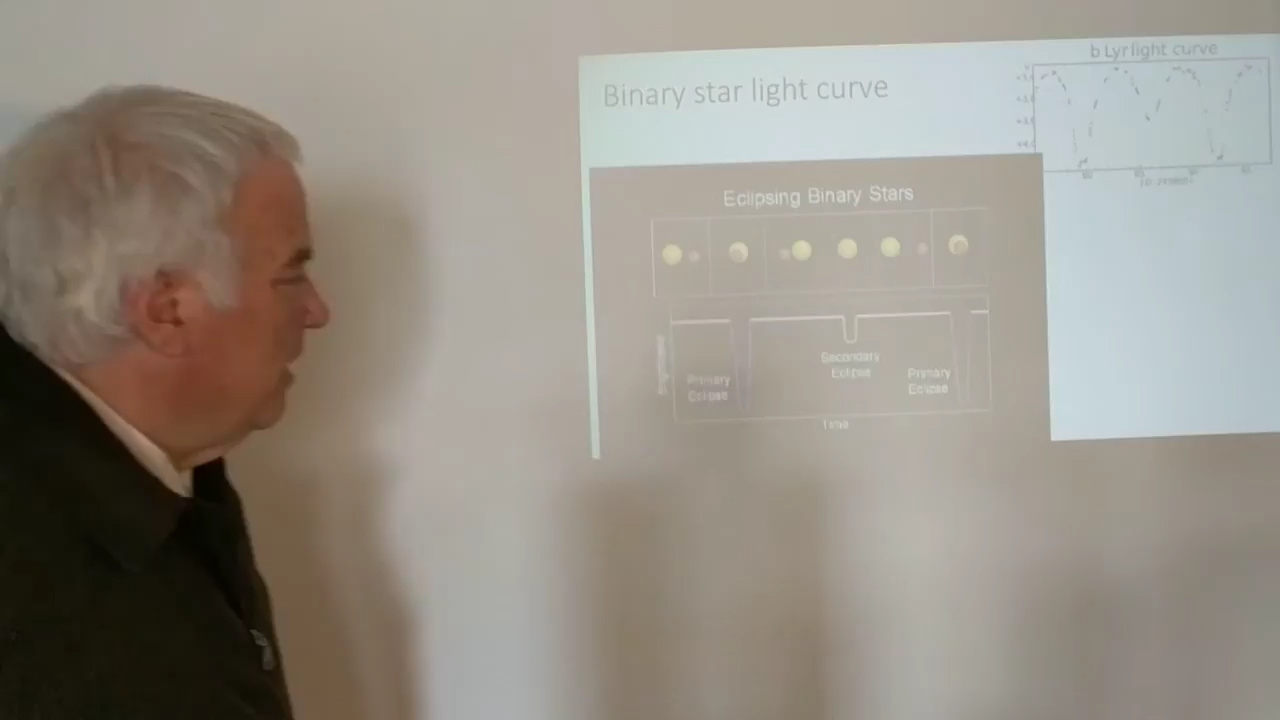 b Lyr light curve
Binary star light curve
Eclipsing Binary Stars
Secondary
Eclipse
Primary
Eclipse
Primary
Eclipse
Time